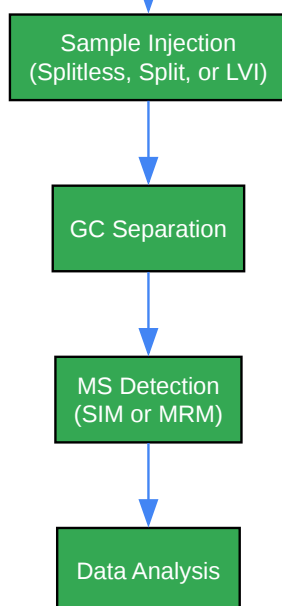 Sample Injection
(Splitless, Split, or LVI)
GC Separation
MS Detection
(SIM or MRM)
Data Analysis